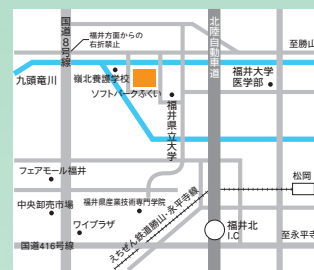 国道8号線
福井方面からの
右折禁止
北陸自動車道
至勝山
九頭竜川
嶺北養護学校
ソフトパークふくい
福井県立大学
福井大学
医学部
フェアモール福井
中央卸売市場
福井県産業技術専門学院
ワイプラザ
国道416号線
えちぜん鉄道勝山・永平寺線
松岡
福井北
I.C
至永平寺